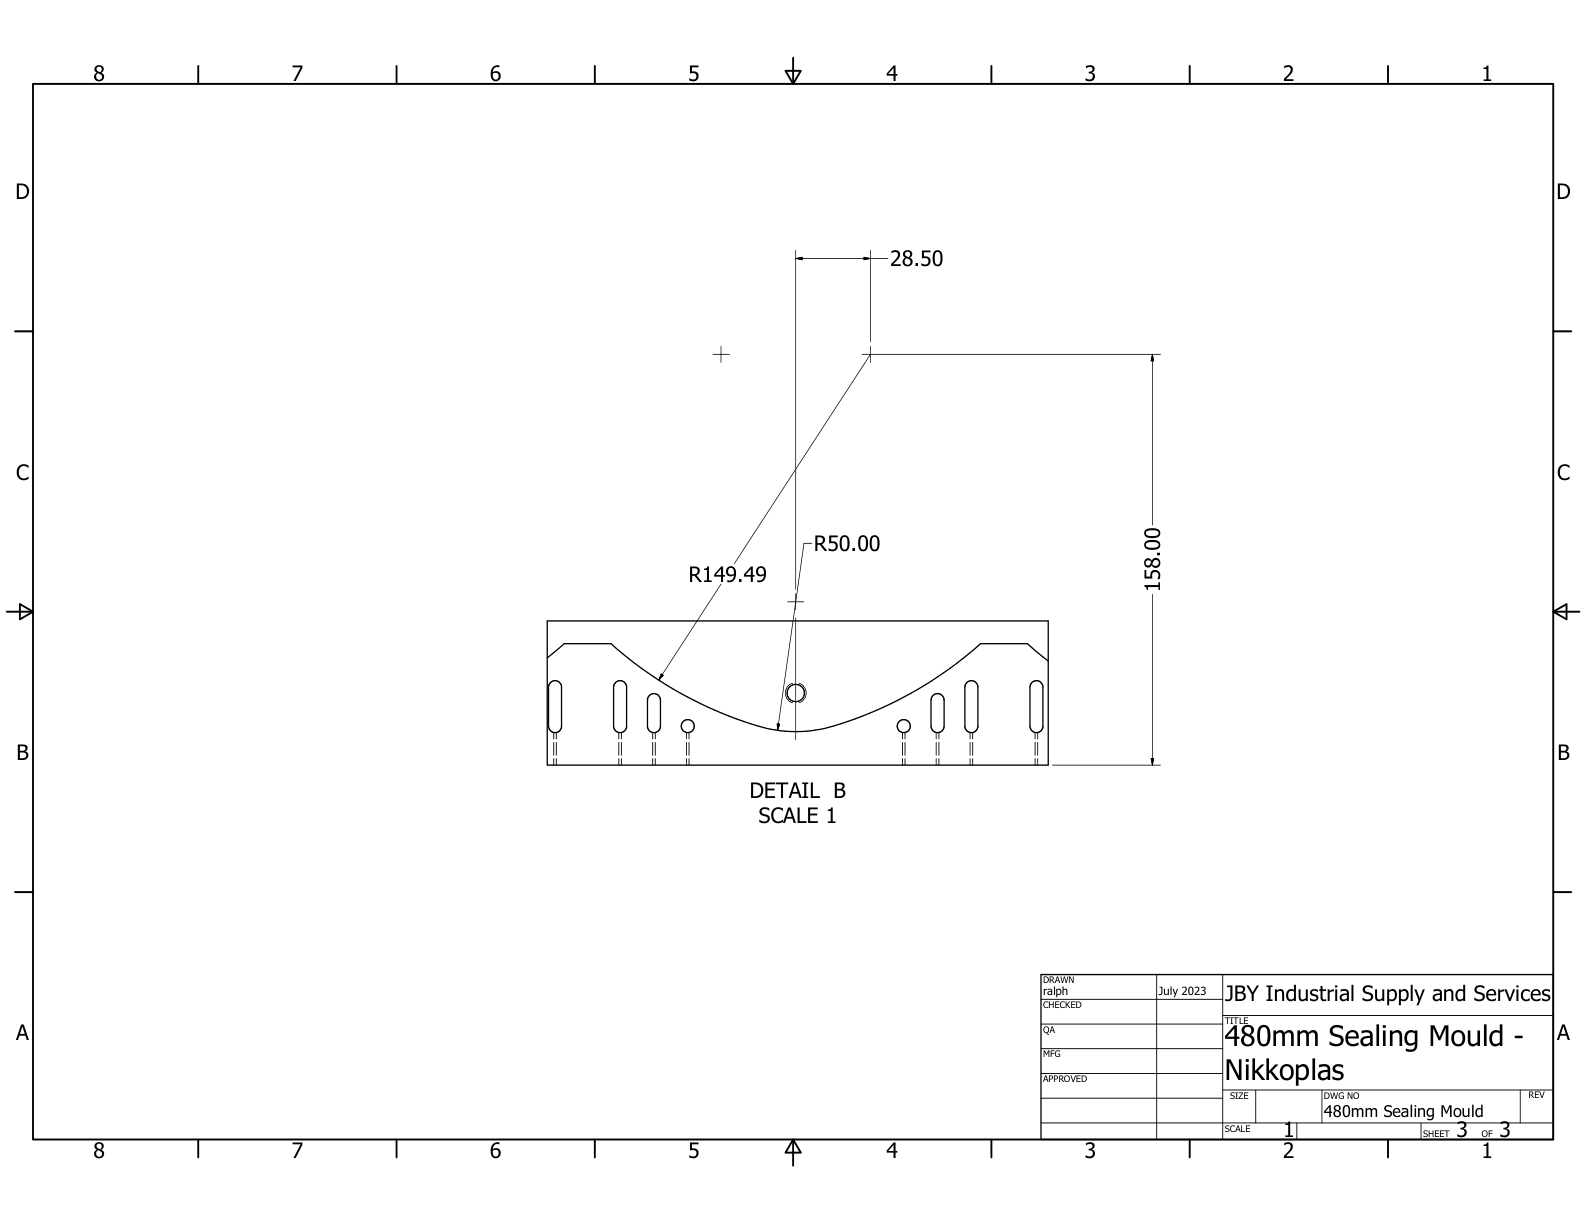 8 7 6 5 4 3 2 1
D D
28.50
C C
158.00
R50.00
R149.49
B B
DETAIL B
SCALE 1
DRAWN
ralph
July 2023
JBY Industrial Supply and Services
CHECKED
TITLE
480mm Sealing Mould -
Nikkoplas
QA
A A
MFG
APPROVED
SIZE
DWG NO
480mm Sealing Mould
REV
SCALE 1
SHEET 3 OF 3
8 7 6 5 4 3 2 1